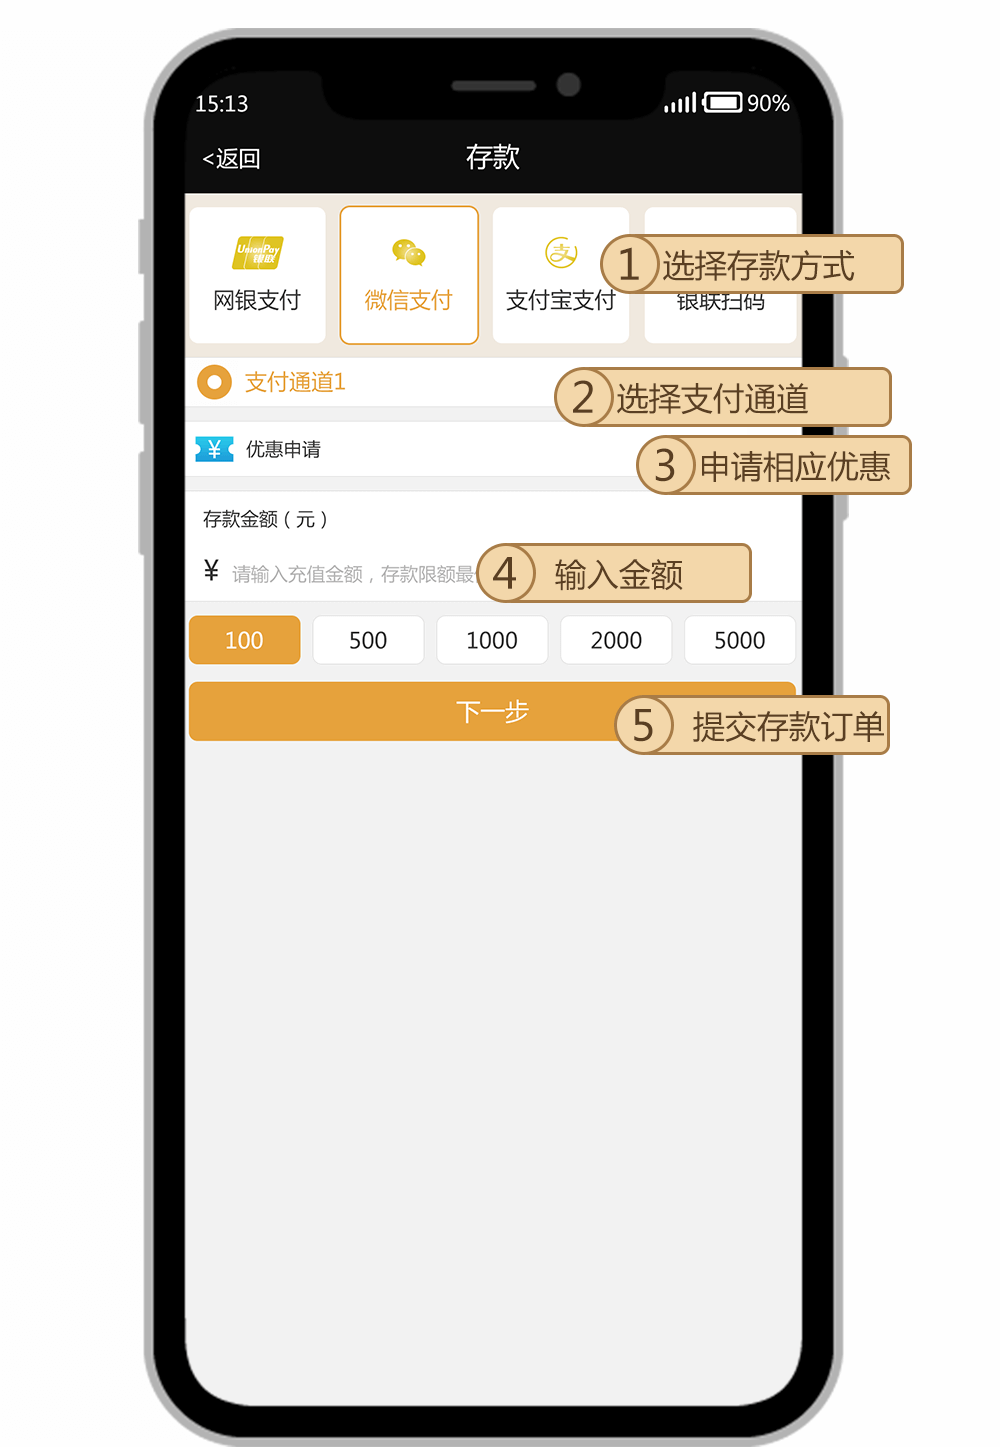 15:13
90%
<返回
存款
UnionPay
银联
网银支付
微信支付
支
支付宝支付
银联扫码
1 选择存款方式
支付通道1
2 选择支付通道
¥ 优惠申请
3 申请相应优惠
存款金额（元）
¥ 请输入充值金额，存款限额最
4 输入金额
100
500
1000
2000
5000
下一步
5 提交存款订单